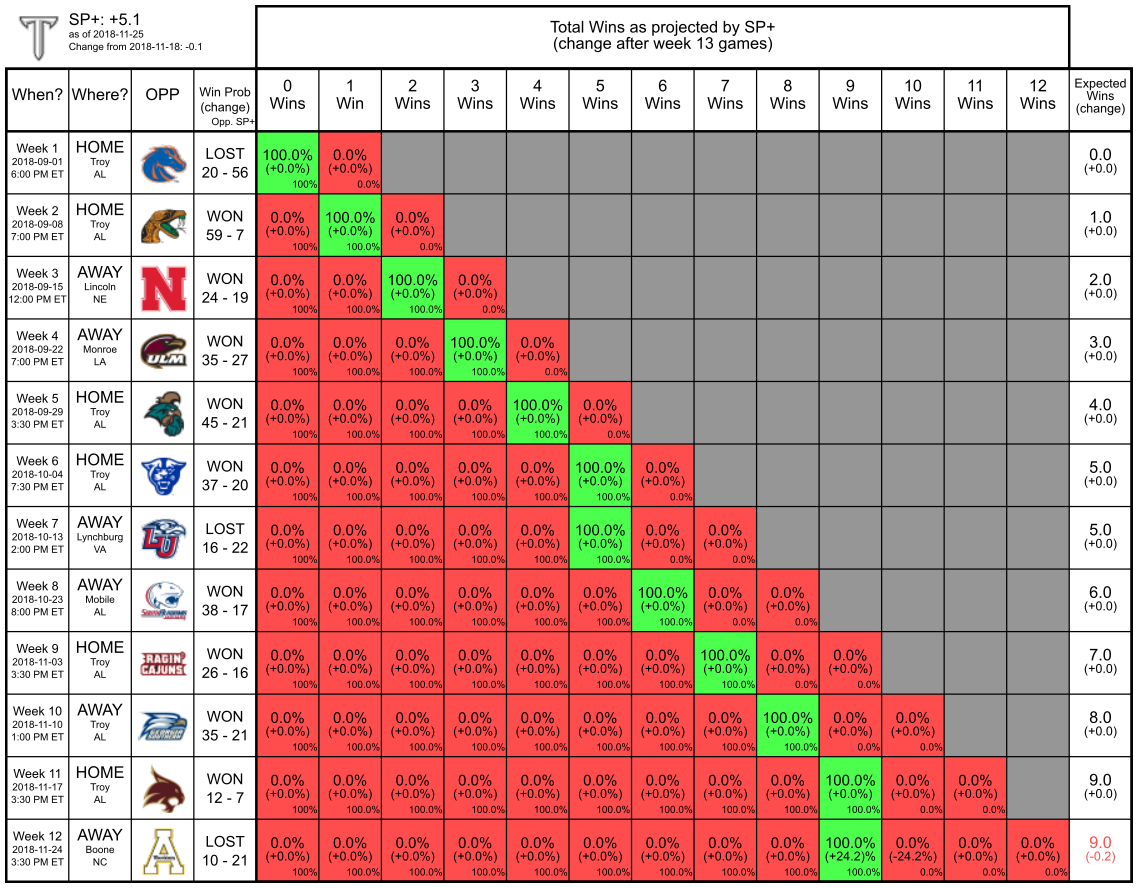 T
SP+: +5.1
as of 2018-11-25
Change from 2018-11-18: -0.1
Total Wins as projected by SP+
(change after week 13 games)
When? Where? OPP Win Prob (change) Opp. SP+ 0 Wins 1 Win 2 Wins 3 Wins 4 Wins 5 Wins 6 Wins 7 Wins 8 Wins 9 Wins 10 Wins 11 Wins 12 Wins Expected Wins (change)
Week 1 HOME LOST 100.0% 0.0% 0.0
2018-09-01 Troy (+0.0%) (+0.0%) (+0.0)
6:00 PM ET AL 20 - 56 100% 0.0%
Week 2 HOME WON 0.0% 100.0% 0.0% 1.0
2018-09-08 Troy (+0.0%) (+0.0%) (+0.0%) (+0.0)
7:00 PM ET AL 59 - 7 100% 100.0% 0.0%
Week 3 AWAY N WON 0.0% 0.0% 100.0% 0.0% 2.0
2018-09-15 Lincoln (+0.0%) (+0.0%) (+0.0%) (+0.0%) (+0.0)
12:00 PM ET NE 24 - 19 100% 100.0% 100.0% 0.0%
Week 4 AWAY WON 0.0% 0.0% 0.0% 100.0% 0.0% 3.0
2018-09-22 Monroe ULM (+0.0%) (+0.0%) (+0.0%) (+0.0%) (+0.0%) (+0.0)
7:00 PM ET LA 35 - 27 100% 100.0% 100.0% 100.0% 0.0%
Week 5 HOME WON 0.0% 0.0% 0.0% 0.0% 100.0% 0.0% 4.0
2018-09-29 Troy (+0.0%) (+0.0%) (+0.0%) (+0.0%) (+0.0%) (+0.0%) (+0.0)
3:30 PM ET AL 45 - 21 100% 100.0% 100.0% 100.0% 100.0% 0.0%
Week 6 HOME WON 0.0% 0.0% 0.0% 0.0% 0.0% 100.0% 0.0% 5.0
2018-10-04 Troy (+0.0%) (+0.0%) (+0.0%) (+0.0%) (+0.0%) (+0.0%) (+0.0%) (+0.0)
7:30 PM ET AL 37 - 20 100% 100.0% 100.0% 100.0% 100.0% 100.0% 0.0%
Week 7 AWAY LU LOST 0.0% 0.0% 0.0% 0.0% 0.0% 100.0% 0.0% 0.0% 5.0
2018-10-13 Lynchburg (+0.0%) (+0.0%) (+0.0%) (+0.0%) (+0.0%) (+0.0%) (+0.0%) (+0.0%) (+0.0)
2:00 PM ET VA 16 - 22 100% 100.0% 100.0% 100.0% 100.0% 100.0% 0.0% 0.0%
Week 8 AWAY WON 0.0% 0.0% 0.0% 0.0% 0.0% 0.0% 100.0% 0.0% 0.0% 6.0
2018-10-23 Mobile (+0.0%) (+0.0%) (+0.0%) (+0.0%) (+0.0%) (+0.0%) (+0.0%) (+0.0%) (+0.0%) (+0.0)
8:00 PM ET AL 38 - 17 100% 100.0% 100.0% 100.0% 100.0% 100.0% 100.0% 0.0% 0.0%
Week 9 HOME RAGIN' CAJUNS WON 0.0% 0.0% 0.0% 0.0% 0.0% 0.0% 0.0% 100.0% 0.0% 0.0% 7.0
2018-11-03 Troy (+0.0%) (+0.0%) (+0.0%) (+0.0%) (+0.0%) (+0.0%) (+0.0%) (+0.0%) (+0.0%) (+0.0%) (+0.0)
3:30 PM ET AL 26 - 16 100% 100.0% 100.0% 100.0% 100.0% 100.0% 100.0% 100.0% 0.0% 0.0%
Week 10 AWAY WON 0.0% 0.0% 0.0% 0.0% 0.0% 0.0% 0.0% 0.0% 100.0% 0.0% 0.0% 8.0
2018-11-10 Troy (+0.0%) (+0.0%) (+0.0%) (+0.0%) (+0.0%) (+0.0%) (+0.0%) (+0.0%) (+0.0%) (+0.0%) (+0.0%) (+0.0)
1:00 PM ET AL 35 - 21 100% 100.0% 100.0% 100.0% 100.0% 100.0% 100.0% 100.0% 100.0% 0.0% 0.0%
Week 11 HOME WON 0.0% 0.0% 0.0% 0.0% 0.0% 0.0% 0.0% 0.0% 0.0% 100.0% 0.0% 0.0% 9.0
2018-11-17 Troy (+0.0%) (+0.0%) (+0.0%) (+0.0%) (+0.0%) (+0.0%) (+0.0%) (+0.0%) (+0.0%) (+0.0%) (+0.0%) (+0.0%) (+0.0)
3:30 PM ET AL 12 - 7 100% 100.0% 100.0% 100.0% 100.0% 100.0% 100.0% 100.0% 100.0% 100.0% 0.0% 0.0%
Week 12 AWAY A LOST 0.0% 0.0% 0.0% 0.0% 0.0% 0.0% 0.0% 0.0% 0.0% 100.0% 0.0% 0.0% 0.0% 9.0
2018-11-24 Boone (+0.0%) (+0.0%) (+0.0%) (+0.0%) (+0.0%) (+0.0%) (+0.0%) (+0.0%) (+0.0%) (+24.2)% (-24.2%) (+0.0%) (+0.0%) (-0.2)
3:30 PM ET NC 10 - 21 100% 100.0% 100.0% 100.0% 100.0% 100.0% 100.0% 100.0% 100.0% 100.0% 0.0% 0.0% 0.0%